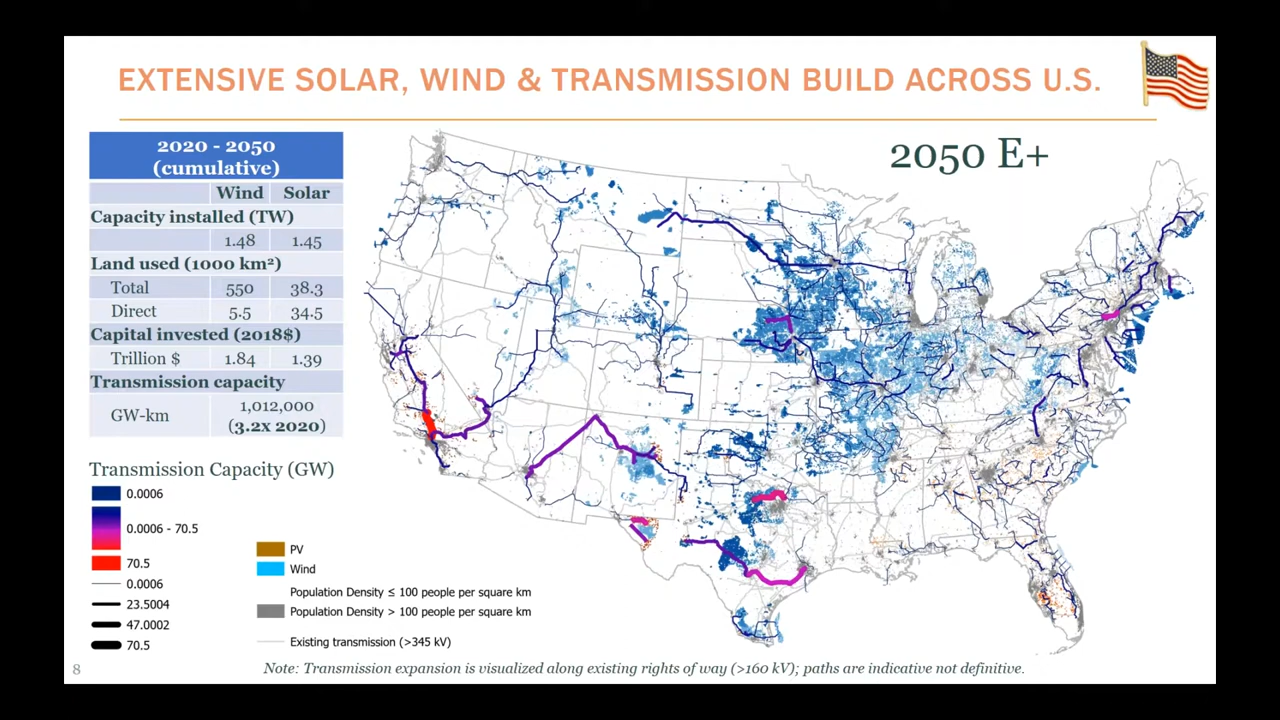 EXTENSIVE SOLAR, WIND & TRANSMISSION BUILD ACROSS U.S.
2020 - 2050
(cumulative)
Wind Solar
Capacity installed (TW)
1.48 1.45
Land used (1000 km²)
Total 550 38.3
Direct 5.5 34.5
Capital invested (2018$)
Trillion $ 1.84 1.39
Transmission capacity
GW-km 1,012,000
(3.2x 2020)
2050 E+
Transmission Capacity (GW)
0.0006
0.0006 - 70.5
70.5
0.0006
23.5004
47.0002
70.5
PV
Wind
Population Density ≤ 100 people per square km
Population Density > 100 people per square km
Existing transmission (>345 kV)
8
Note: Transmission expansion is visualized along existing rights of way (>160 kV); paths are indicative not definitive.